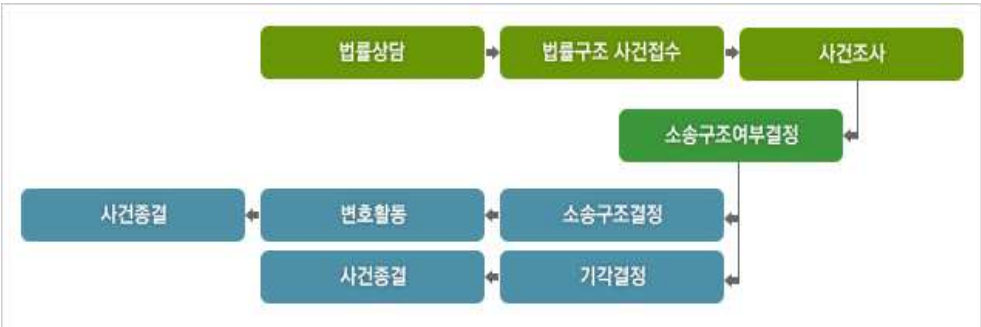 법률상담
법률구조 사건접수
사건조사
소송구조여부결정
소송구조결정
변호활동
사건종결
기각결정
사건종결